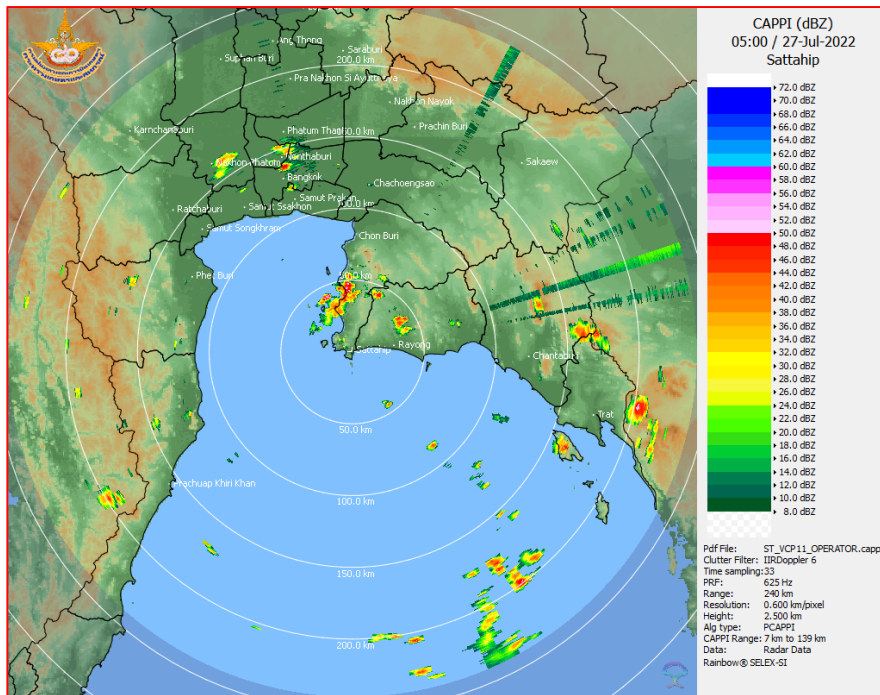 CAPPI (dBZ)
05:00 / 27-Jul-2022
Sattahip
72.0 dBZ
70.0 dBZ
68.0 dBZ
66.0 dBZ
64.0 dBZ
62.0 dBZ
60.0 dBZ
58.0 dBZ
56.0 dBZ
54.0 dBZ
52.0 dBZ
50.0 dBZ
48.0 dBZ
46.0 dBZ
44.0 dBZ
42.0 dBZ
40.0 dBZ
38.0 dBZ
36.0 dBZ
34.0 dBZ
32.0 dBZ
30.0 dBZ
28.0 dBZ
26.0 dBZ
24.0 dBZ
22.0 dBZ
20.0 dBZ
18.0 dBZ
16.0 dBZ
14.0 dBZ
12.0 dBZ
10.0 dBZ
8.0 dBZ
Pdf File: ST_VCP11_OPERATOR.capp
Clutter Filter: IIRDoppler 6
Time sampling:33
PRF: 625 Hz
Range: 240 km
Resolution: 0.600 km/pixel
Height: 2.500 km
Alg type: PCAPPI
CAPPI Range: 7 km to 139 km
Data: Radar Data
Rainbow® SELEX-SI
Ang Thong
Saraburi
Suphan Buri
200.0 km
Pra Nakhon Si Ayuttaya
Nakhon Nayok
Karnchanaburi
Phatum Thani
Prachin Buri
Nonthaburi
Nakhon Phatom
Sakaew
Bangkok
Chachoengsao
Samut Prakan
Ratchaburi
Samut Ssakhon
Samut Songkhram
Chon Buri
Phet Buri
Sattahip
Rayong
Chantaburi
Trat
50.0 km
Prachuap Khiri Khan
100.0 km
150.0 km
200.0 km